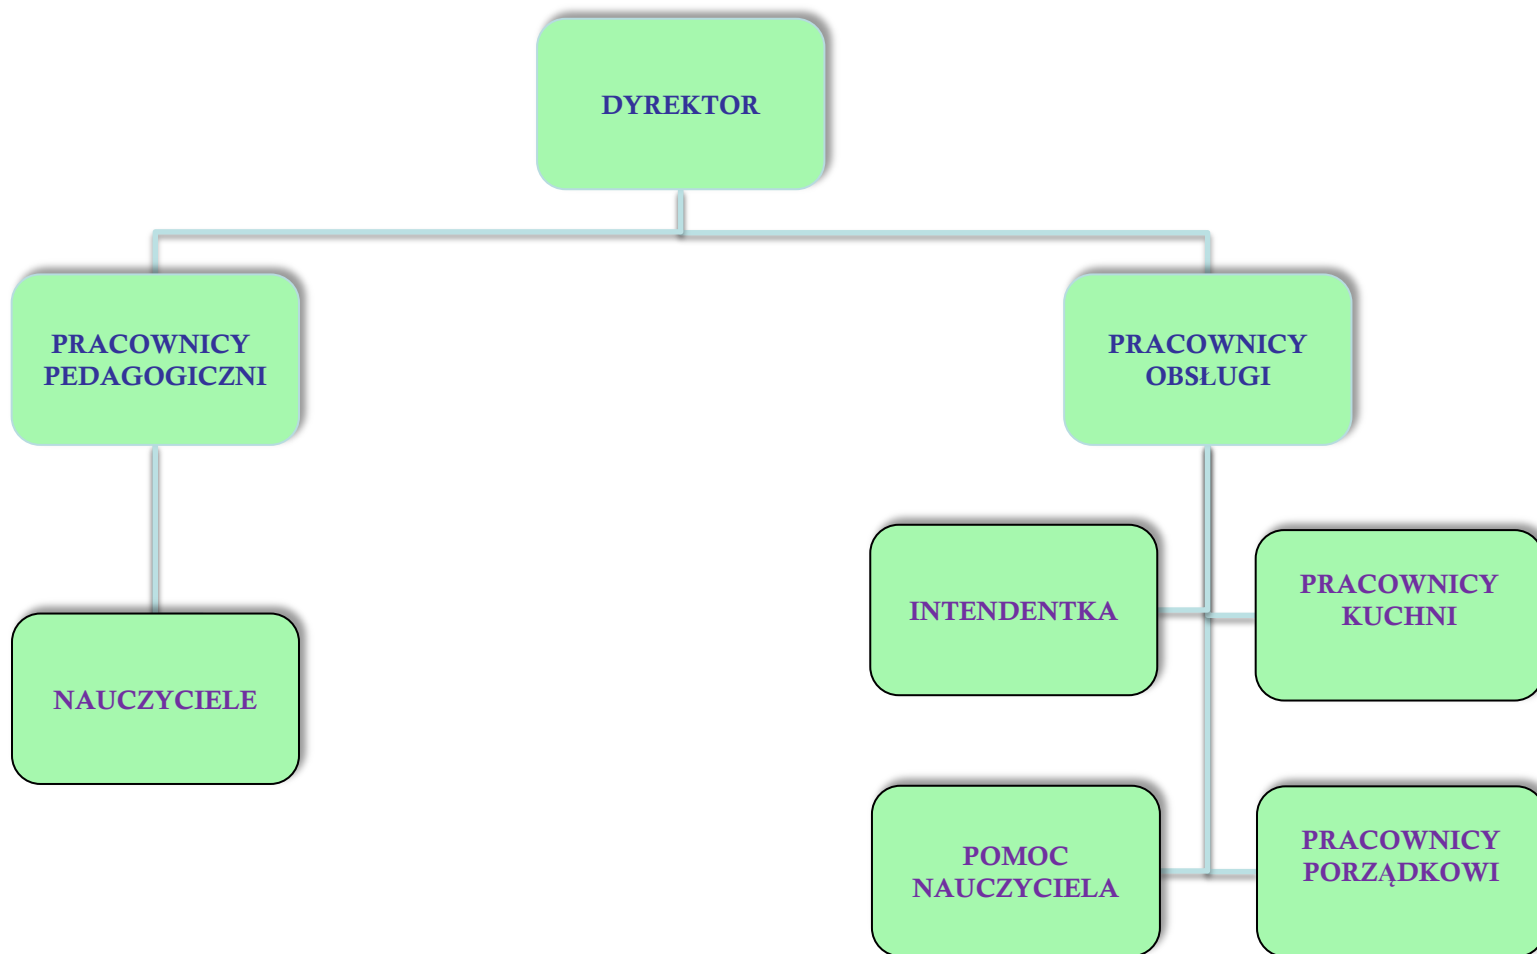 DYREKTOR
PRACOWNICY
PEDAGOGICZNI
PRACOWNICY
OBSŁUGI
INTENDENTKA
PRACOWNICY
KUCHNI
NAUCZYCIELE
POMOC
NAUCZYCIELA
PRACOWNICY
PORZĄDKOWI